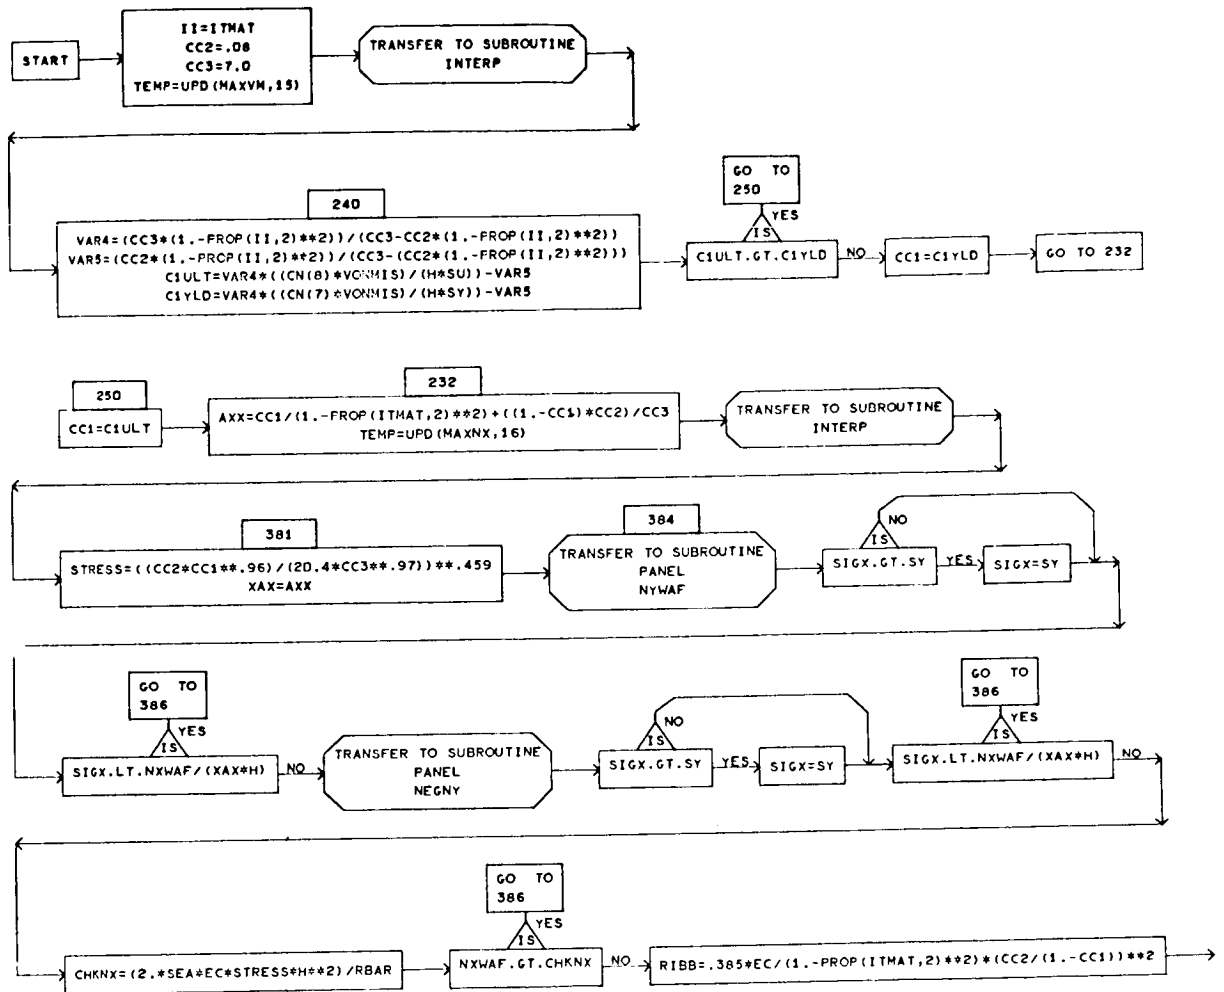 START
II=ITMAT
CC2=.08
CC3=7.0
TEMP=UPD(MAXVM,15)
TRANSFER TO SUBROUTINE
INTERP
240
VAR4=(CC3*(1.-PROP(II,2)**2))/(CC3-CC2*(1.-PROP(II,2)**2))
VAR5=(CC2*(1.-PROP(II,2)**2))/(CC3-(CC2*(1.-PROP(II,2)**2)))
C1ULT=VAR4*((CN(8)*VONMIS)/(H*SU))-VAR5
C1YLD=VAR4*((CN(7)*VONMIS)/(H*SY))-VAR5
GO TO
250
YES
IS
C1ULT.GT.C1YLD
NO
CC1=C1YLD
GO TO 232
250
CC1=C1ULT
232
AXX=CC1/(1.-PROP(ITMAT,2)**2)+((1.-CC1)*CC2)/CC3
TEMP=UPD(MAXNX,16)
TRANSFER TO SUBROUTINE
INTERP
381
STRESS=((CC2*CC1**.96)/(20.4*CC3**.97))**.459
XAX=AXX
384
TRANSFER TO SUBROUTINE
PANEL
NYWAF
NO
IS
SIGX.GT.SY
YES
SIGX=SY
GO TO
386
YES
IS
SIGX.LT.NXWAF/(XAX*H)
NO
TRANSFER TO SUBROUTINE
PANEL
NEGNY
NO
IS
SIGX.GT.SY
YES
SIGX=SY
GO TO
386
YES
IS
SIGX.LT.NXWAF/(XAX*H)
NO
CHKNX=(2.*SEA*EC*STRESS*H**2)/RBAR
GO TO
386
YES
IS
NXWAF.GT.CHKNX
NO
RIBB=.385*EC/(1.-PROP(ITMAT,2)**2)*(CC2/(1.-CC1))**2